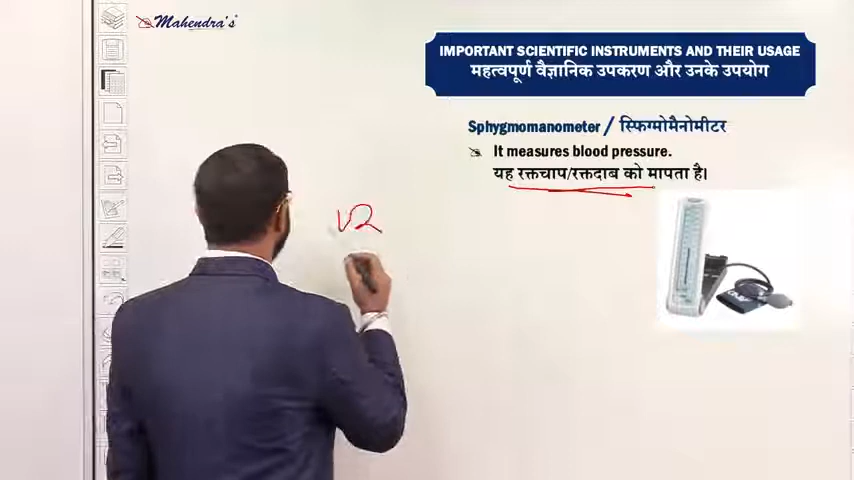 Mahendra's
IMPORTANT SCIENTIFIC INSTRUMENTS AND THEIR USAGE
महत्वपूर्ण वैज्ञानिक उपकरण और उनके उपयोग
Sphygmomanometer / स्फिग्मोमैनोमीटर
It measures blood pressure.
यह रक्तचाप/रक्तदाब को मापता है।